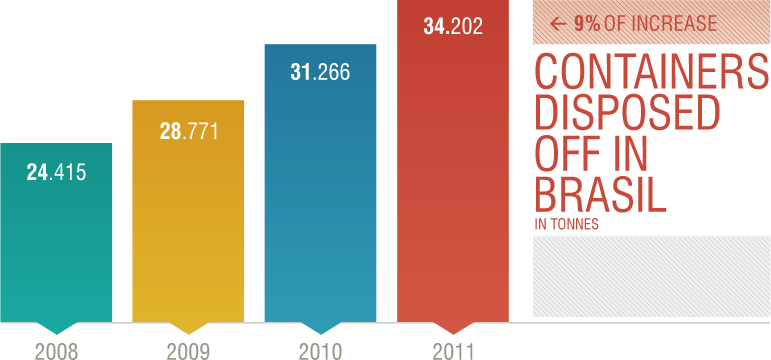 34.202
← 9% OF INCREASE
31.266
CONTAINERS
DISPOSED
OFF IN
BRASIL
IN TONNES
28.771
24.415
2008
2009
2010
2011